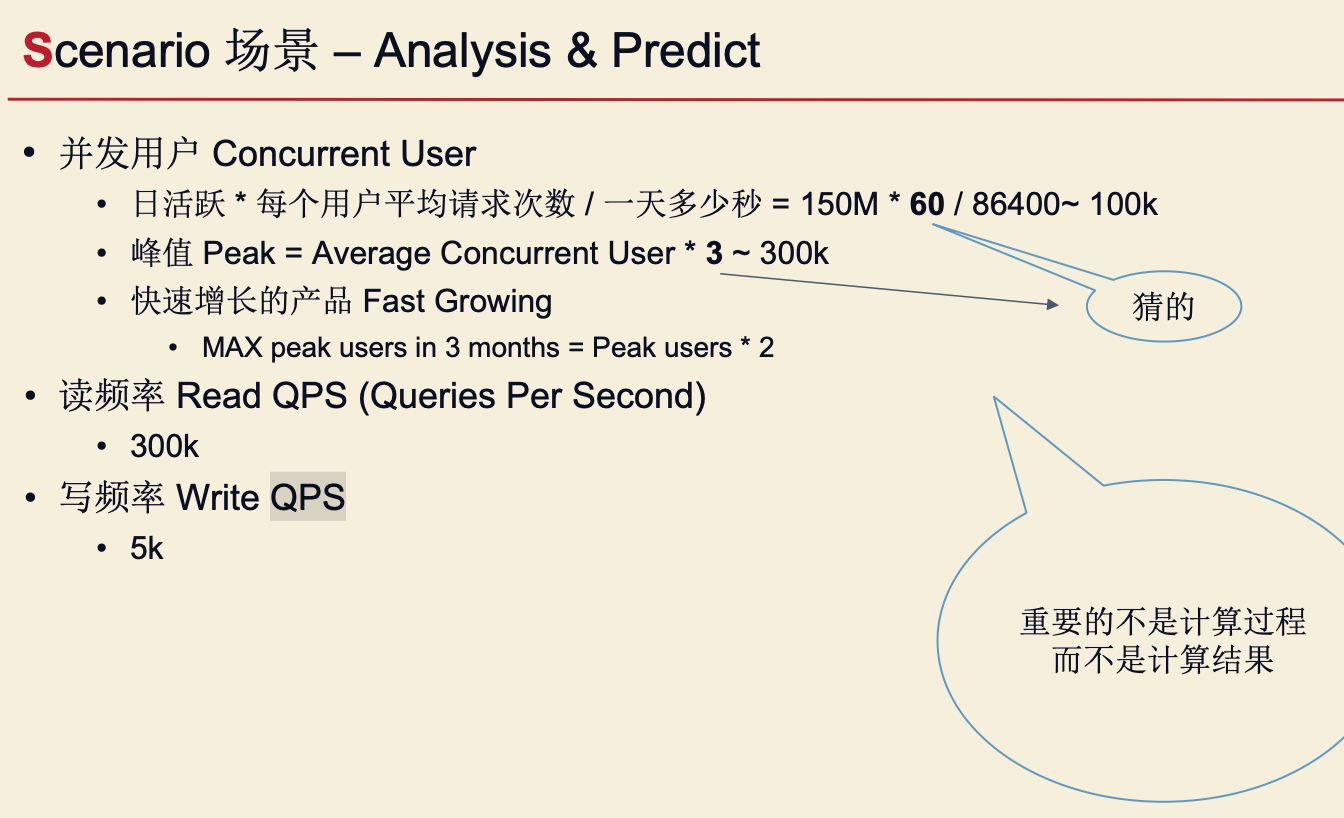 Scenario 场景 – Analysis & Predict
• 并发用户 Concurrent User
• 日活跃 * 每个用户平均请求次数 / 一天多少秒 = 150M * 60 / 86400~ 100k
• 峰值 Peak = Average Concurrent User * 3 ~ 300k
• 快速增长的产品 Fast Growing
猜的
• MAX peak users in 3 months = Peak users * 2
• 读频率 Read QPS (Queries Per Second)
• 300k
• 写频率 Write QPS
• 5k
重要的不是计算过程
而不是计算结果